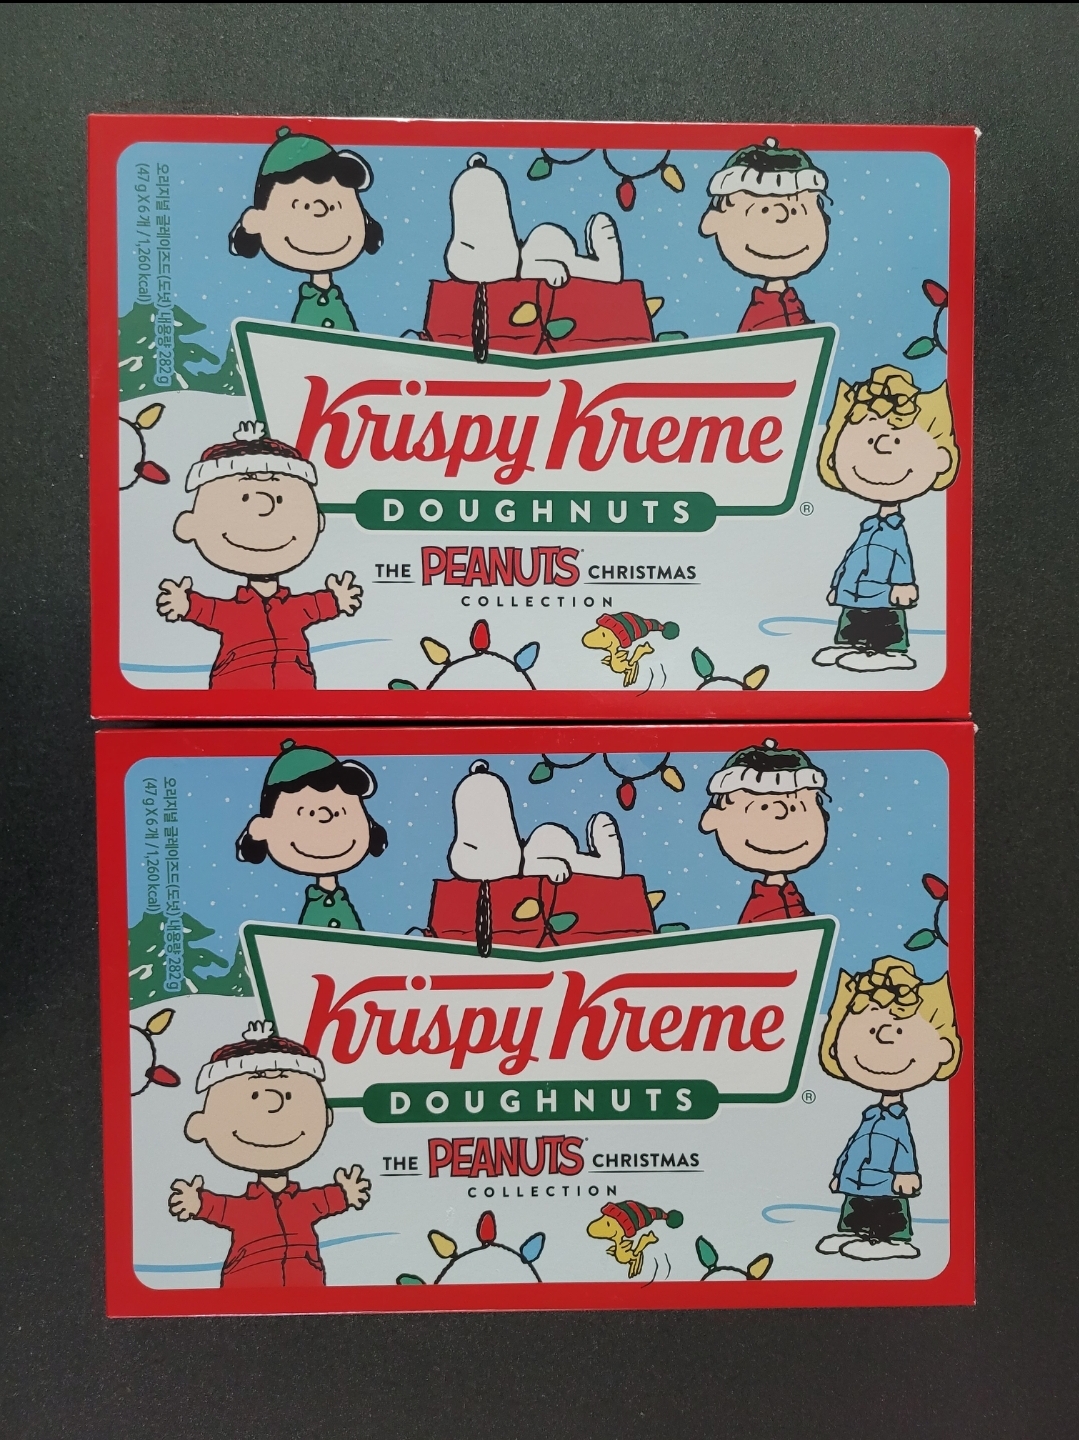 오리지널 글레이즈드(도넛) 내용량 282g
(47 g X 6개 / 1,260 kcal)
Krispy Kreme
DOUGHNUTS
®
THE PEANUTS CHRISTMAS
COLLECTION
오리지널 글레이즈드(도넛) 내용량 282g
(47 g X 6개 / 1,260 kcal)
Krispy Kreme
DOUGHNUTS
®
THE PEANUTS CHRISTMAS
COLLECTION